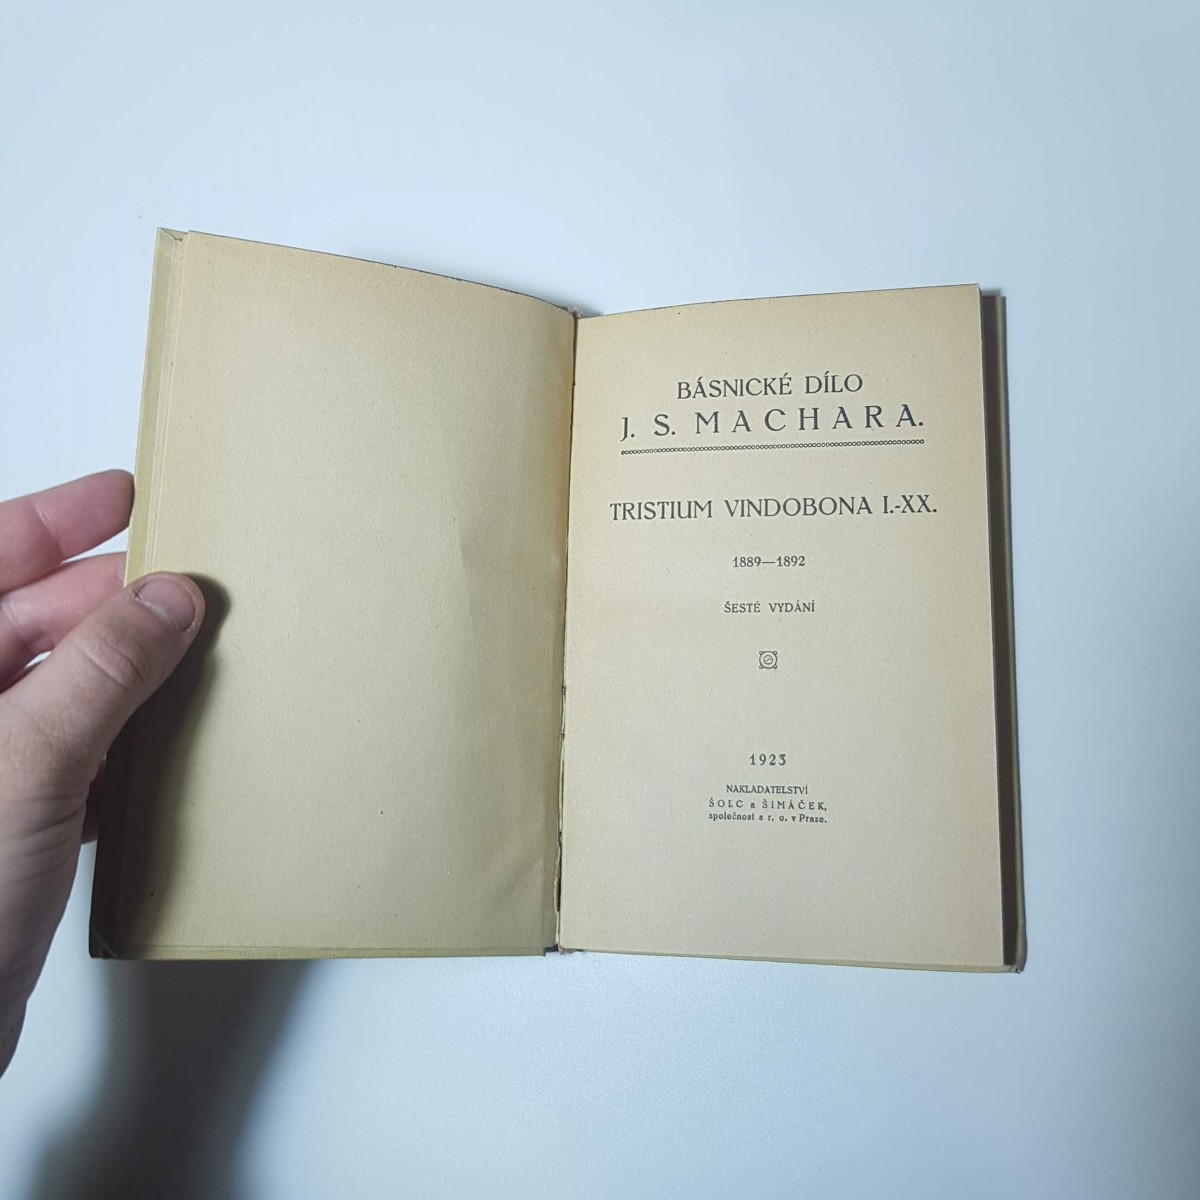 BÁSNICKÉ DÍLO
J. S. MACHARA.
TRISTIUM VINDOBONA I.-XX.
1889—1892
ŠESTÉ VYDÁNÍ
1923
NAKLADATELSTVÍ
ŠOLC a ŠIMÁČEK,
společnost s r. o. v Praze.